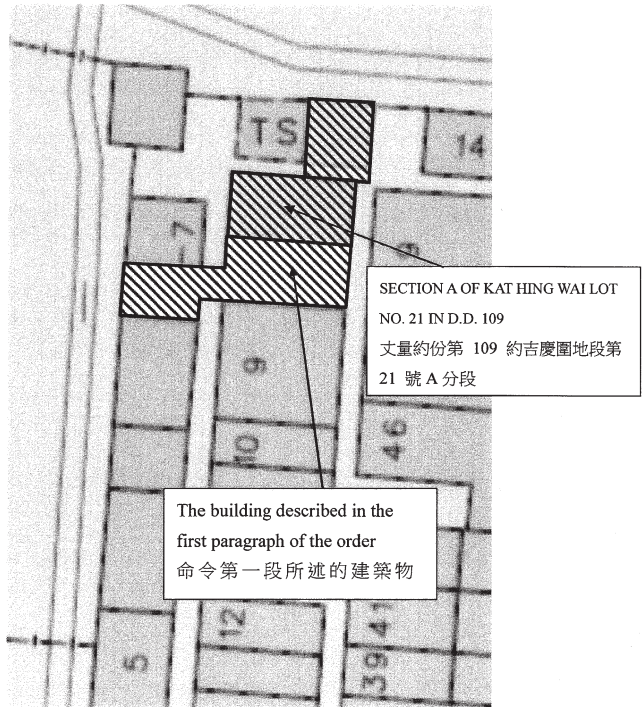 TS
14
7
9
SECTION A OF KAT HING WAI LOT
NO. 21 IN D.D. 109
丈量約份第 109 約吉慶圍地段第
21 號 A 分段
9
46
10
The building described in the
first paragraph of the order
命令第一段所述的建築物
12
41
5
39